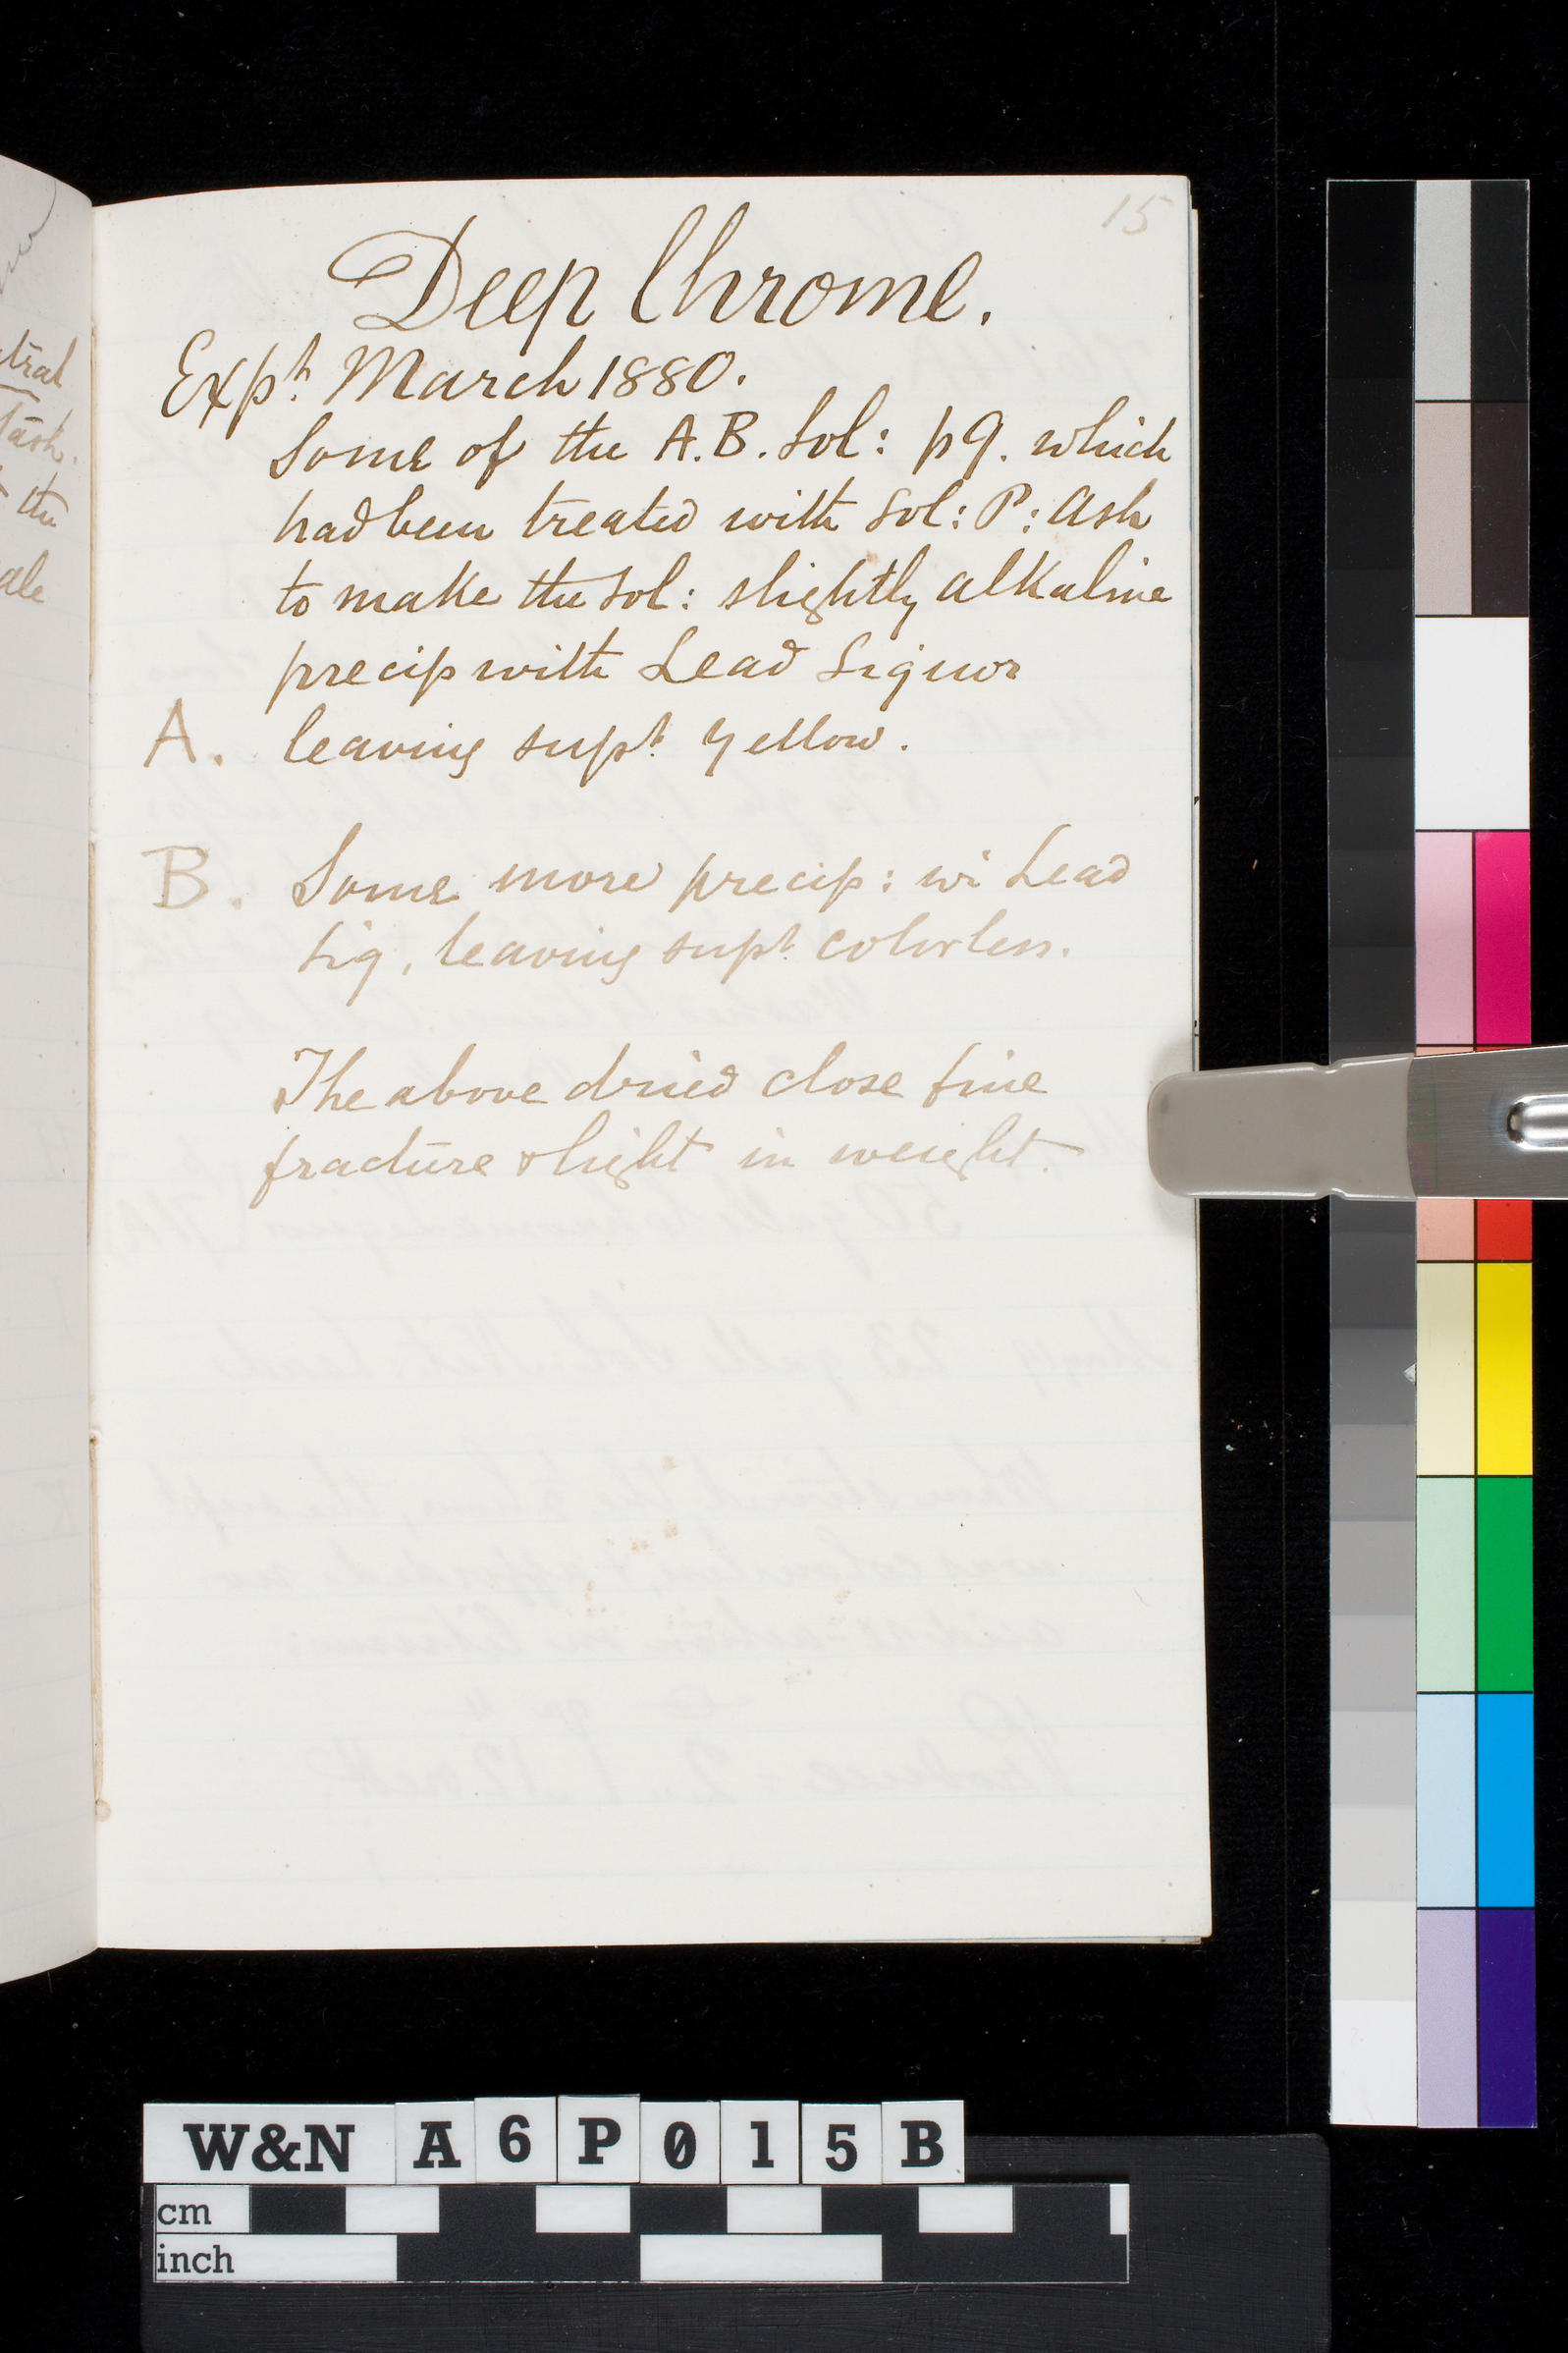 15
Deep Chrome.
Expt. March 1880.
Some of the A.B. Sol: p9. which
had been treated with Sol: P: Ash
to make the Sol: slightly alkaline
precip with Lead Liquor
A. leaving supt. yellow.
B. Some more precip: wi Lead
Liq, leaving supt. colorless.
The above dried close fine
fracture & light in weight.
tral
Tash.
the
ale
W&N A6P015B
cm
inch